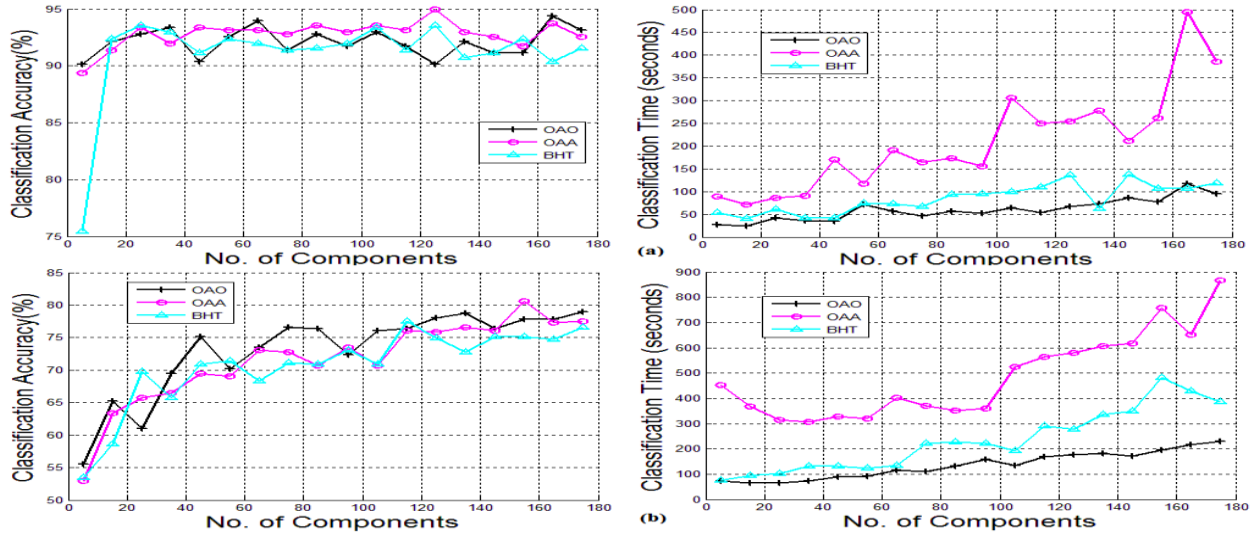 Classification Accuracy(%)
95
90
85
80
75
OAO
OAA
BHT
0 20 40 60 80 100 120 140 160 180
No. of Components
Classification Time (seconds)
500
450
400
350
300
250
200
150
100
50
0
OAO
OAA
BHT
0 20 40 60 80 100 120 140 160 180
(a)
No. of Components
Classification Accuracy(%)
85
80
75
70
65
60
55
50
OAO
OAA
BHT
0 20 40 60 80 100 120 140 160 180
No. of Components
Classification Time (seconds)
900
800
700
600
500
400
300
200
100
0
OAO
OAA
BHT
0 20 40 60 80 100 120 140 160 180
(b)
No. of Components